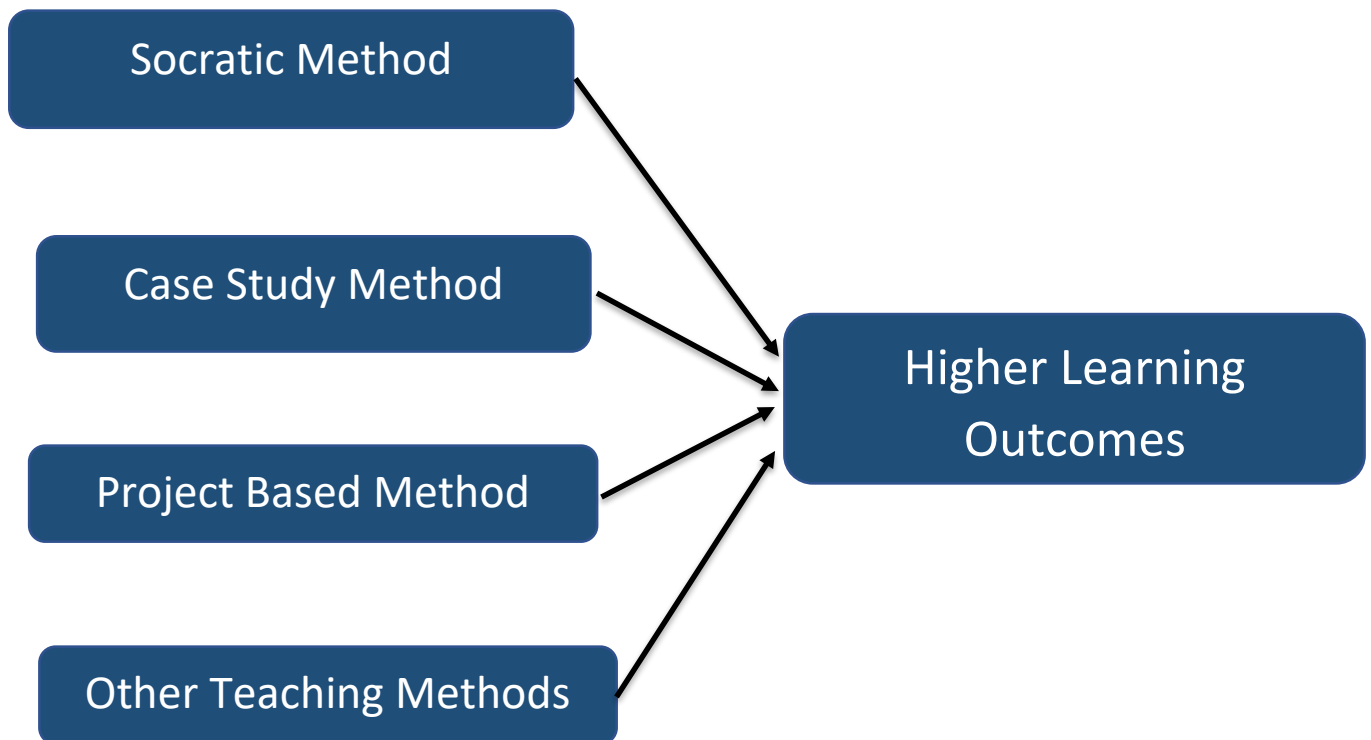 Socratic Method
Case Study Method
Project Based Method
Other Teaching Methods
Higher Learning
Outcomes